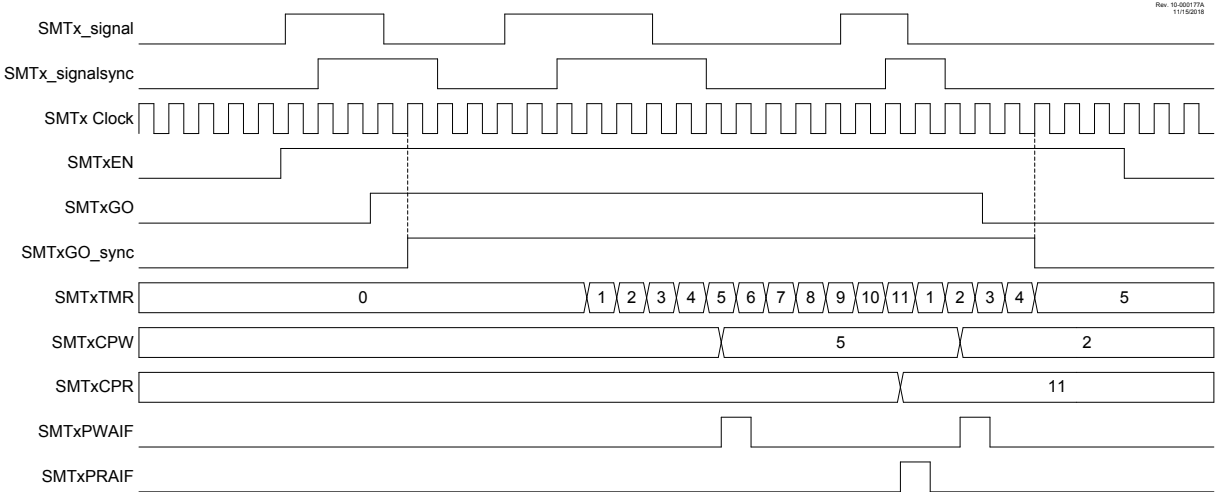 Rev. 10-000177A
11/15/2018
SMTx_signal
SMTx_signalsync
SMTx Clock
SMTxEN
SMTxGO
SMTxGO_sync
SMTxTMR 0 1 2 3 4 5 6 7 8 9 10 11 1 2 3 4 5
SMTxCPW 5 2
SMTxCPR 11
SMTxPWAIF
SMTxPRAIF